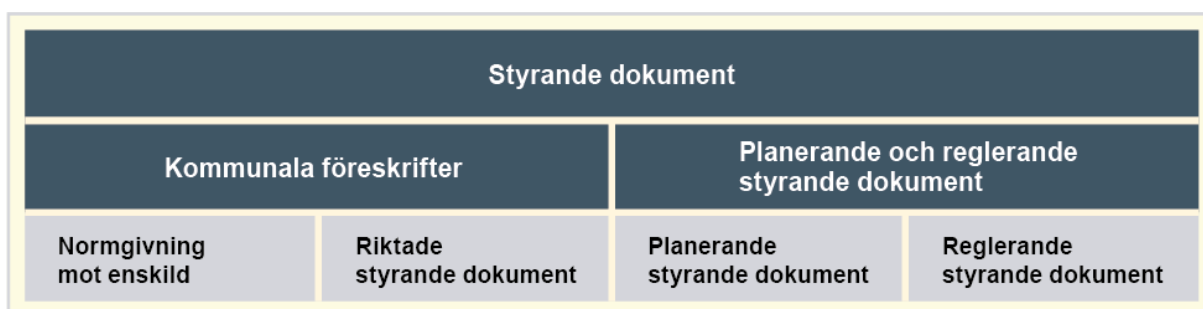 Styrande dokument
Kommunala föreskrifter
Planerande och reglerande
styrande dokument
Normgivning
mot enskild
Riktade
styrande dokument
Planerande
styrande dokument
Reglerande
styrande dokument